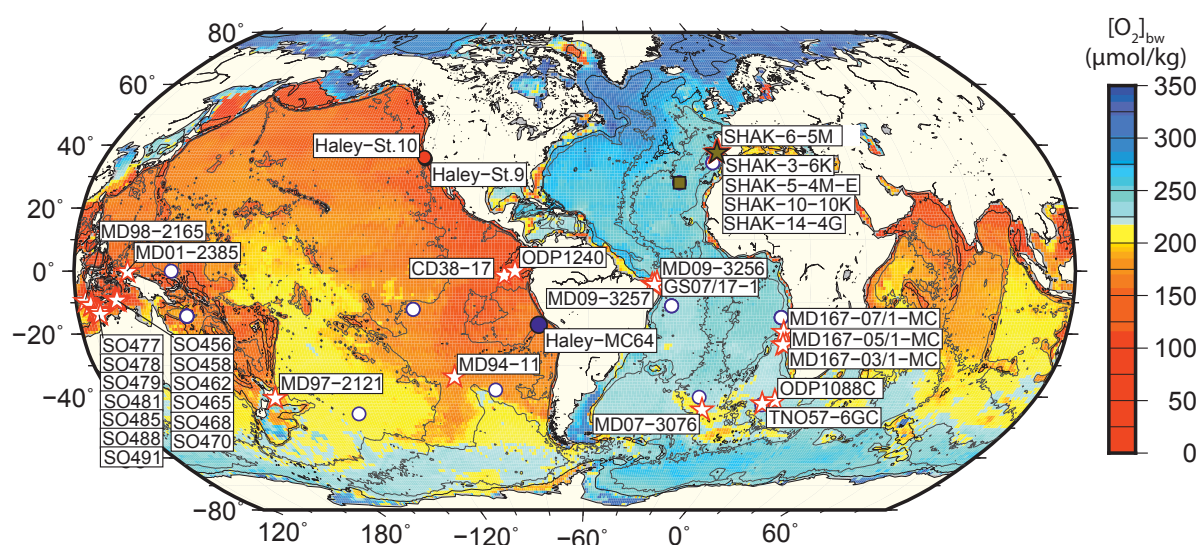 80°
60°
40°
20°
0°
−20°
−40°
−80°
[O₂]bw
(μmol/kg)
350
300
250
200
150
100
50
0
Haley−St.10
Haley−St.9
SHAK−6−5M
SHAK−3−6K
SHAK−5−4M−E
SHAK−10−10K
SHAK−14−4G
MD98−2165
MD01−2385
CD38−17
ODP1240
MD09−3256
GS07/17−1
MD09−3257
Haley−MC64
MD167−07/1−MC
MD167−05/1−MC
MD167−03/1−MC
MD94−11
MD97−2121
ODP1088C
TNO57−6GC
MD07−3076
SO477
SO478
SO479
SO481
SO485
SO488
SO491
SO456
SO458
SO462
SO465
SO468
SO470
120°
180°
−120°
−60°
0°
60°